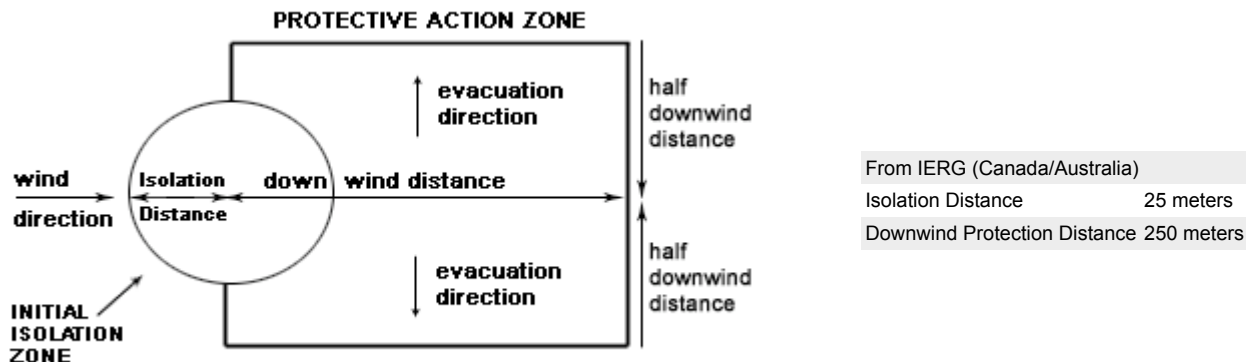 PROTECTIVE ACTION ZONE
evacuation
direction
half
downwind
distance
wind
direction
Isolation
Distance
down wind distance
evacuation
direction
half
downwind
distance
INITIAL
ISOLATION
ZONE
From IERG (Canada/Australia)
Isolation Distance 25 meters
Downwind Protection Distance 250 meters